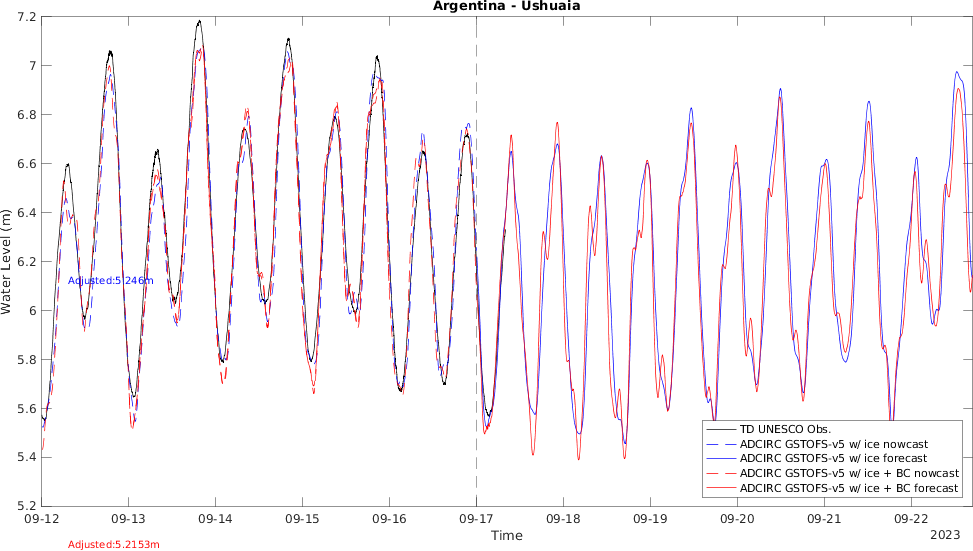 Argentina - Ushuaia
7.2
7
6.8
6.6
6.4
6.2
6
5.8
5.6
5.4
5.2
Water Level (m)
Adjusted:5.246m
TD UNESCO Obs.
ADCIRC GSTOFS-v5 w/ ice nowcast
ADCIRC GSTOFS-v5 w/ ice forecast
ADCIRC GSTOFS-v5 w/ ice + BC nowcast
ADCIRC GSTOFS-v5 w/ ice + BC forecast
09-12 09-13 09-14 09-15 09-16 09-17 09-18 09-19 09-20 09-21 09-22
Time
2023
Adjusted:5.2153m